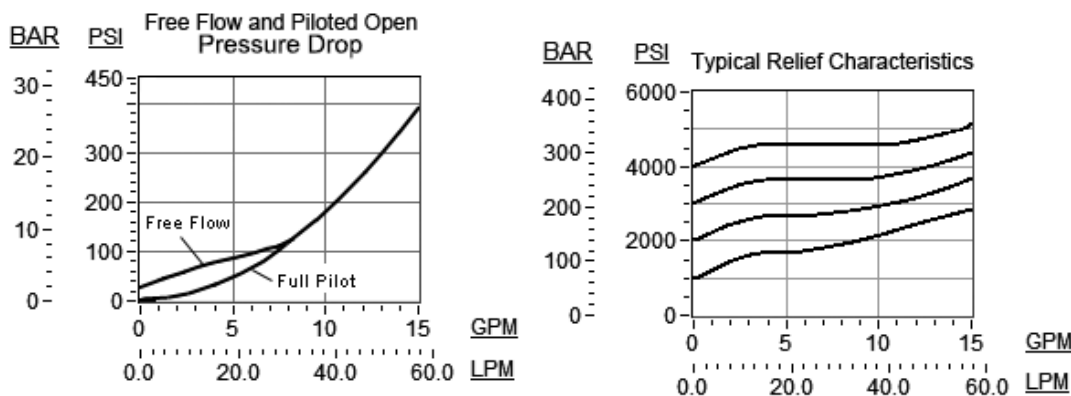 Free Flow and Piloted Open
Pressure Drop
BAR PSI
30 450
20 300
200
10 100
0 0
Free Flow
Full Pilot
0 5 10 15 GPM
0.0 20.0 40.0 60.0 LPM
Typical Relief Characteristics
BAR PSI
400 6000
300 4000
200 2000
100
0 0
0 5 10 15 GPM
0.0 20.0 40.0 60.0 LPM